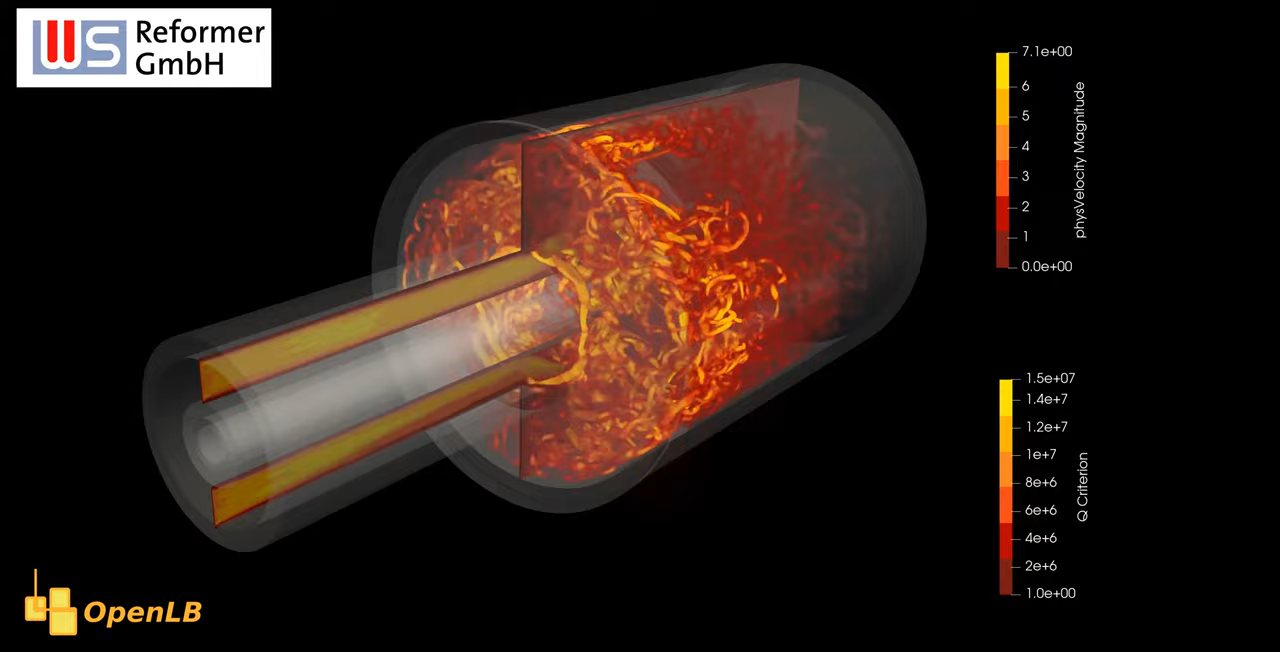 WS
Reformer
GmbH
7.1e+00
6
5
4
3
2
1
0.0e+00
physVelocity Magnitude
1.5e+07
1.4e+7
1.2e+7
1e+7
8e+6
6e+6
4e+6
2e+6
1.0e+00
Q Criterion
OpenLB